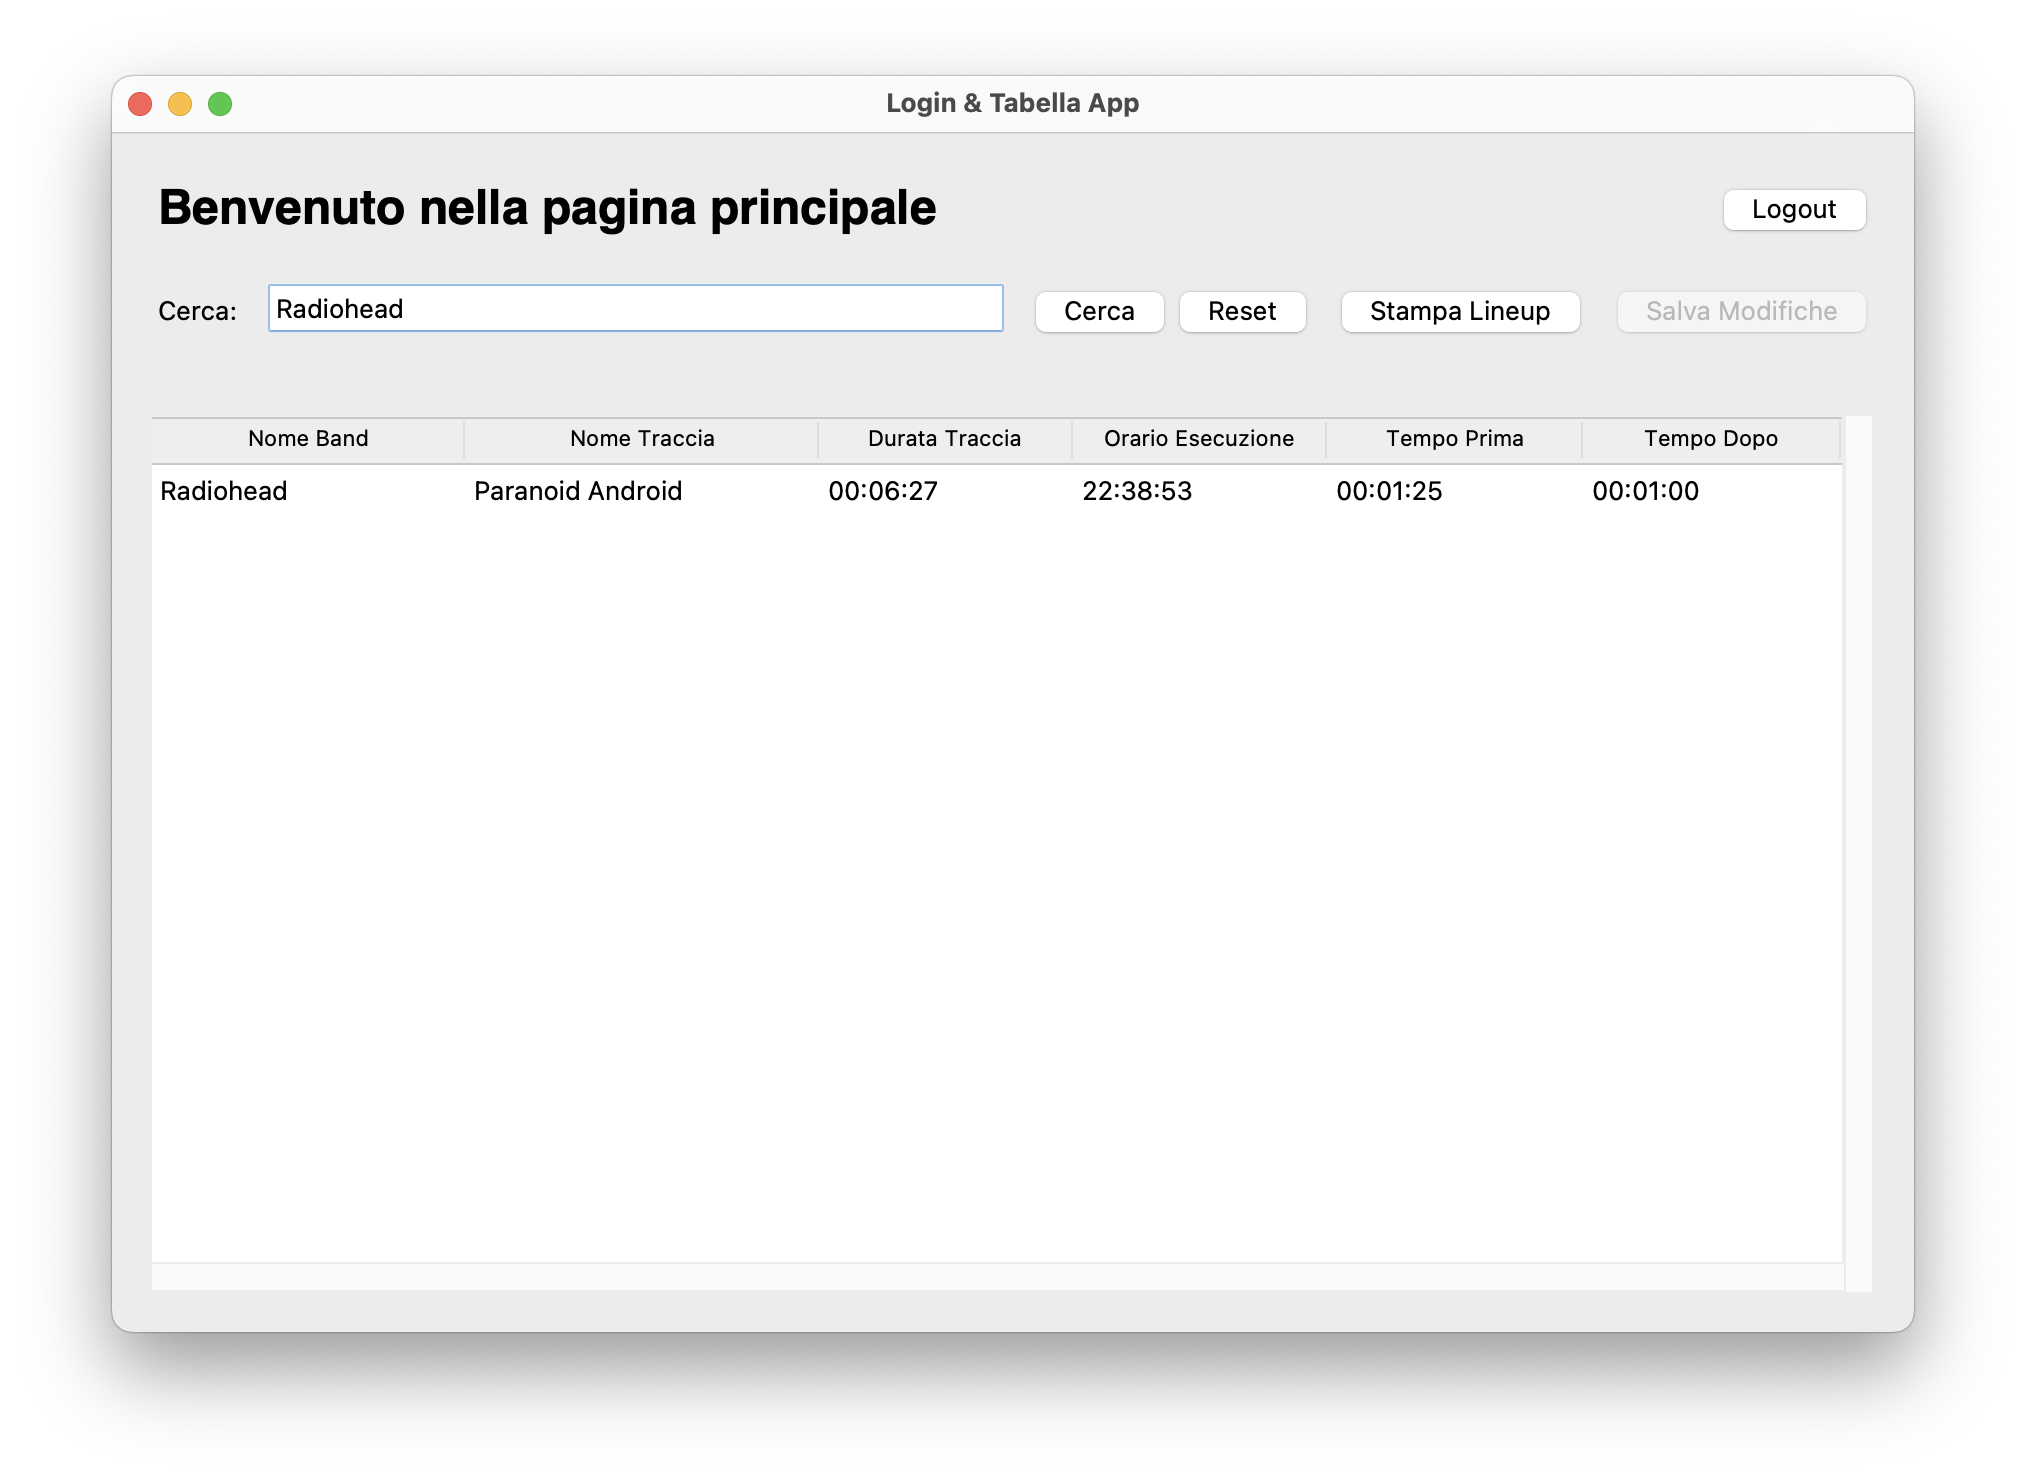 Login & Tabella App
Benvenuto nella pagina principale
Logout
Cerca: Radiohead Cerca Reset Stampa Lineup Salva Modifiche
Nome Band Nome Traccia Durata Traccia Orario Esecuzione Tempo Prima Tempo Dopo
Radiohead Paranoid Android 00:06:27 22:38:53 00:01:25 00:01:00